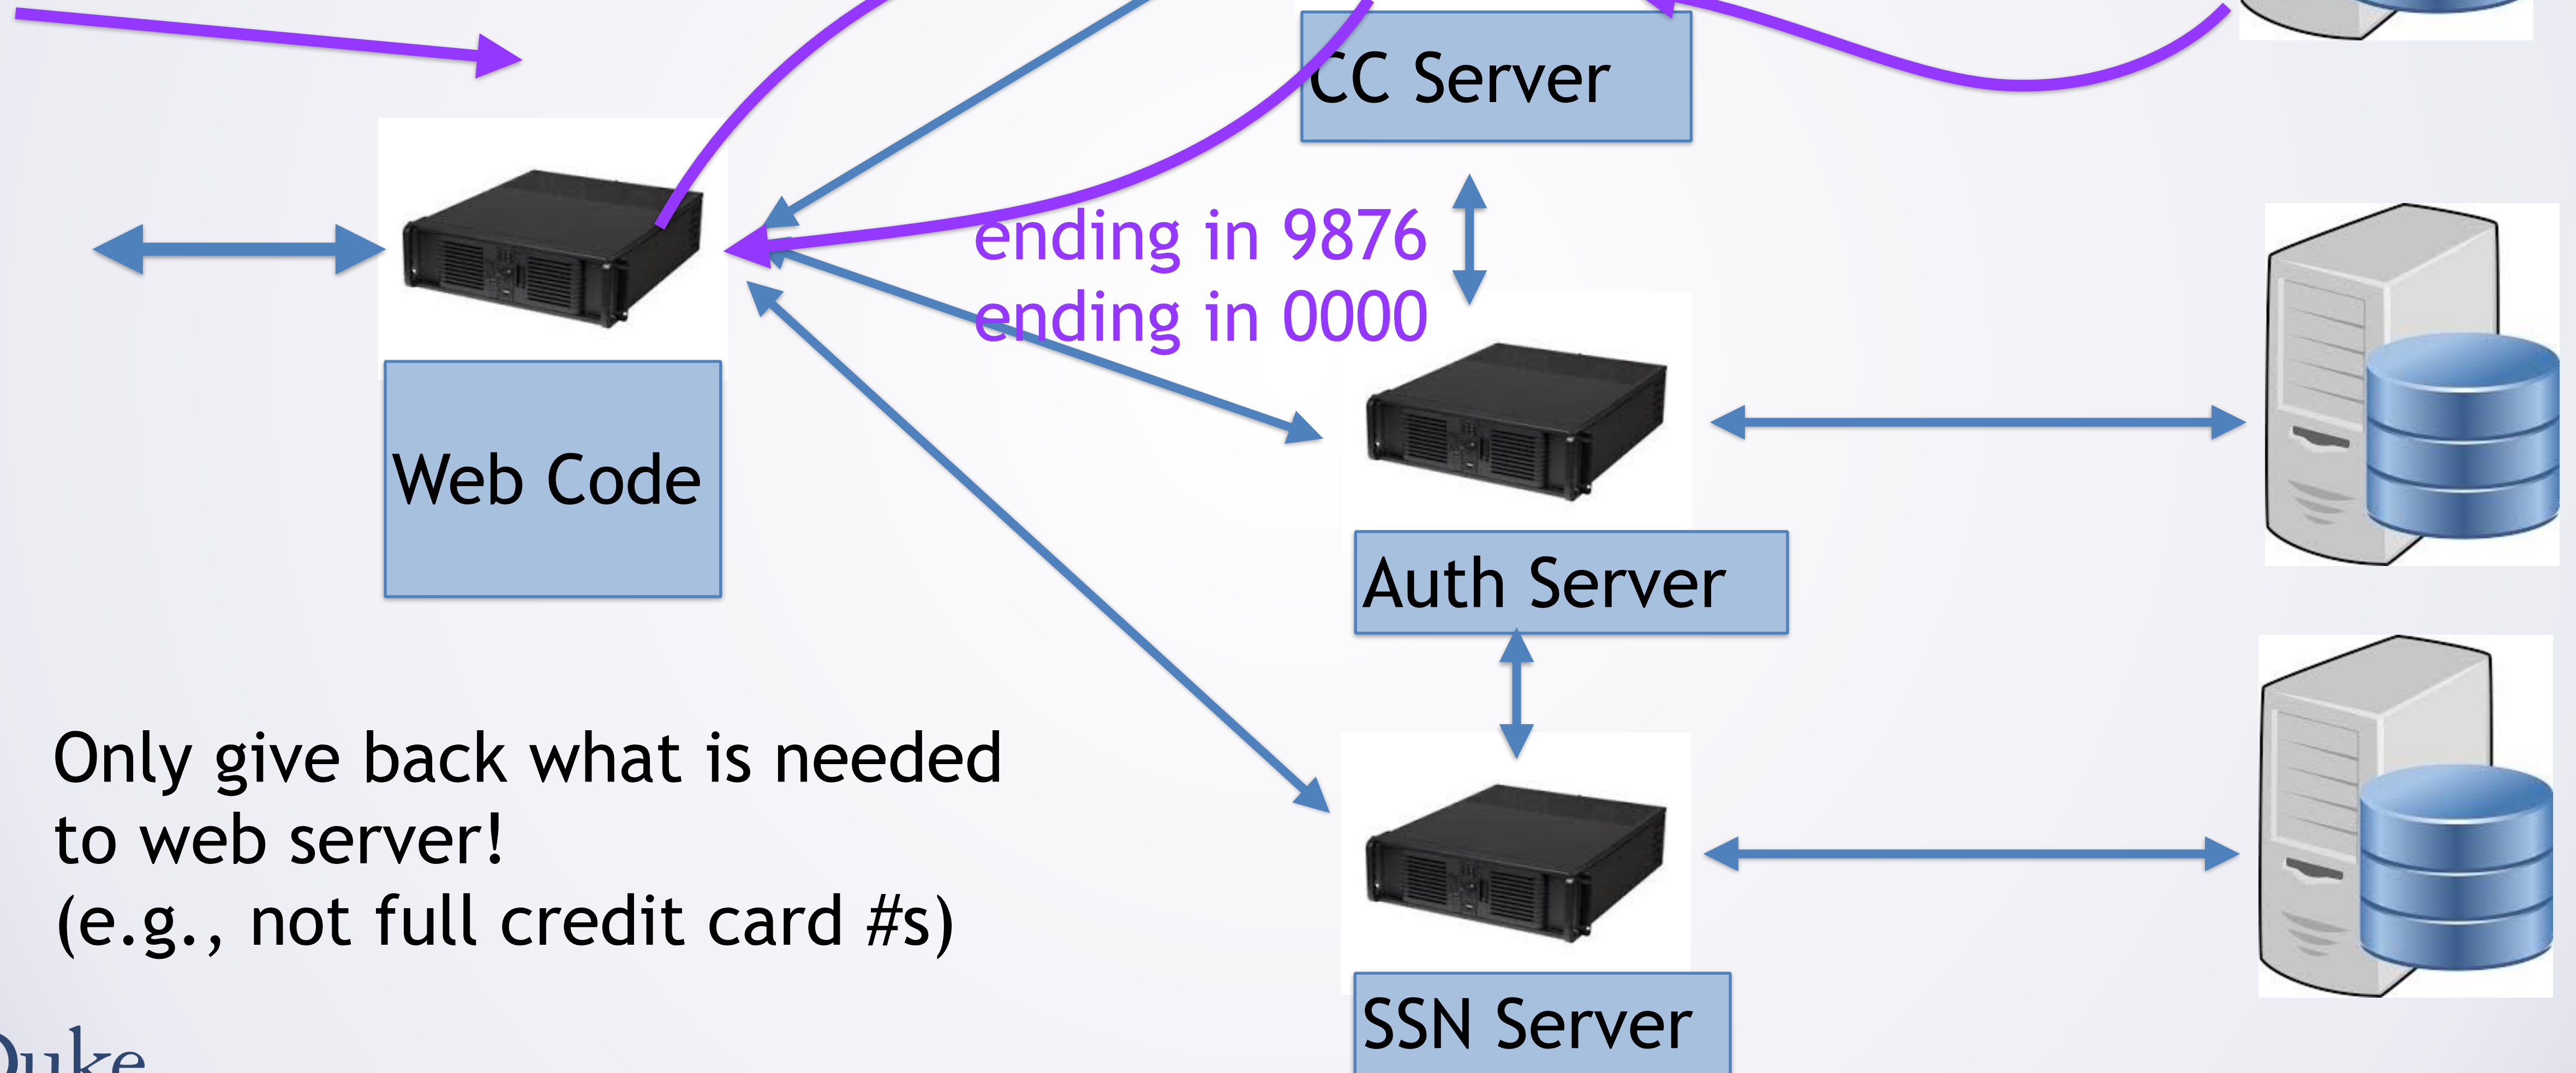 CC Server
ending in 9876
ending in 0000
Web Code
Auth Server
Only give back what is needed
to web server!
(e.g., not full credit card #s)
SSN Server
Duke